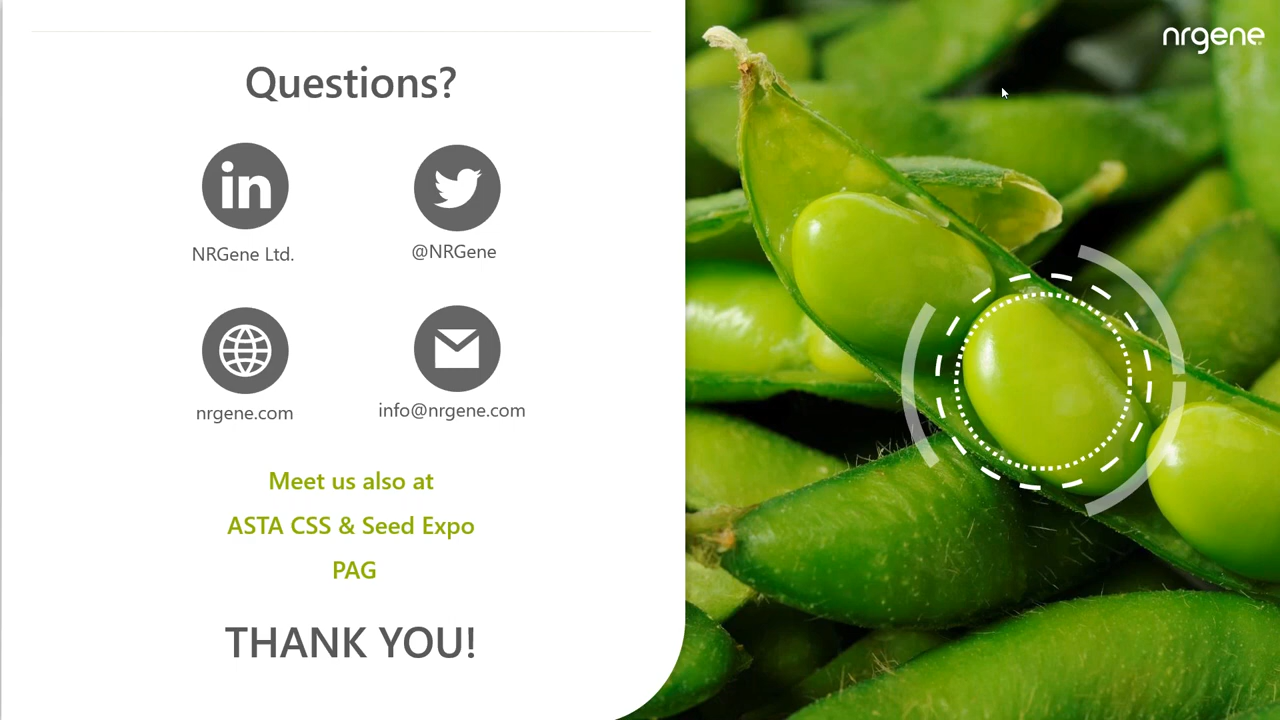 nrgene
Questions?
in
NRGene Ltd.
@NRGene
nrgene.com
info@nrgene.com
Meet us also at
ASTA CSS & Seed Expo
PAG
THANK YOU!